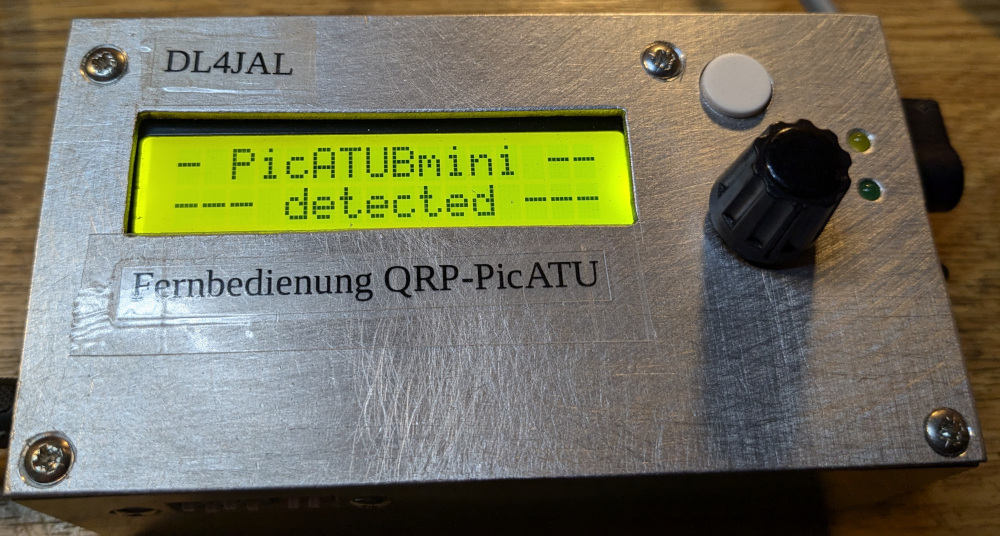 DL4JAL
- PicATUBmini --
--- detected ---
Fernbedienung QRP-PicATU